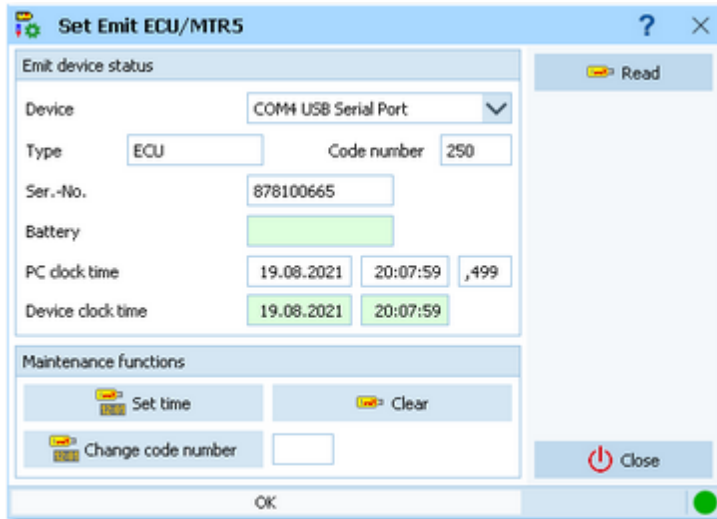 Set Emit ECU/MTR5 ?
Emit device status
Read
Device COM4 USB Serial Port
Type ECU Code number 250
Ser.-No. 878100665
Battery
PC clock time 19.08.2021 20:07:59 ,499
Device clock time 19.08.2021 20:07:59
Maintenance functions
Set time Clear
Change code number
Close
OK